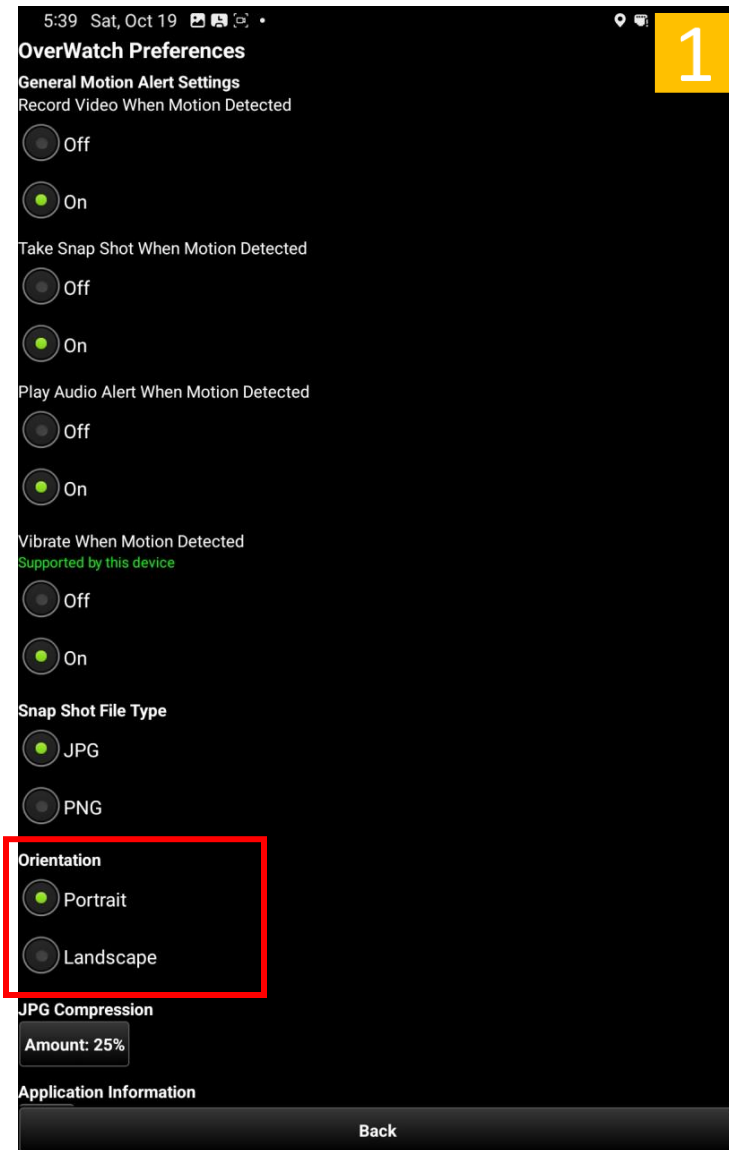 5:39 Sat, Oct 19
1
OverWatch Preferences
General Motion Alert Settings
Record Video When Motion Detected
Off
On
Take Snap Shot When Motion Detected
Off
On
Play Audio Alert When Motion Detected
Off
On
Vibrate When Motion Detected
Supported by this device
Off
On
Snap Shot File Type
JPG
PNG
Orientation
Portrait
Landscape
JPG Compression
Amount: 25%
Application Information
Back